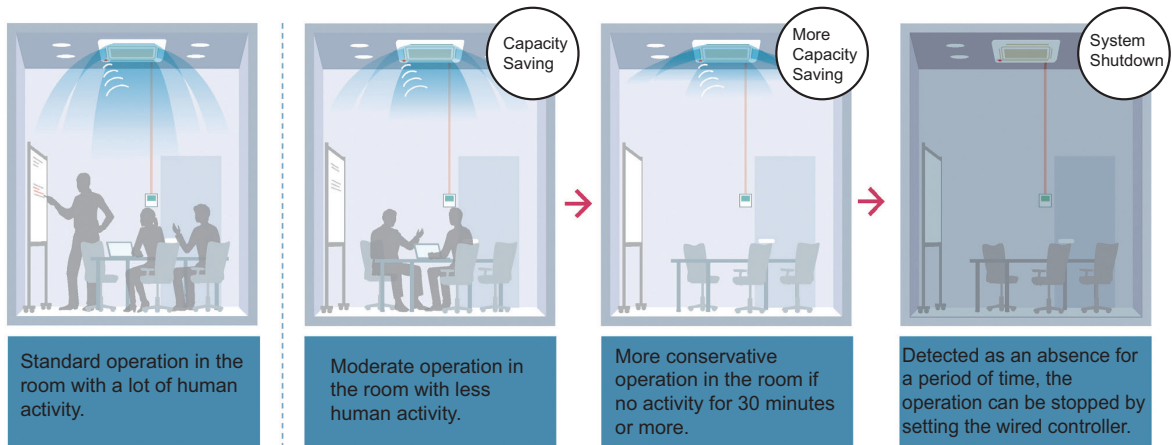 Capacity
Saving
More
Capacity
Saving
System
Shutdown
Standard operation in the
room with a lot of human
activity.
Moderate operation in
the room with less
human activity.
More conservative
operation in the room if
no activity for 30 minutes
or more.
Detected as an absence for
a period of time, the
operation can be stopped by
setting the wired controller.